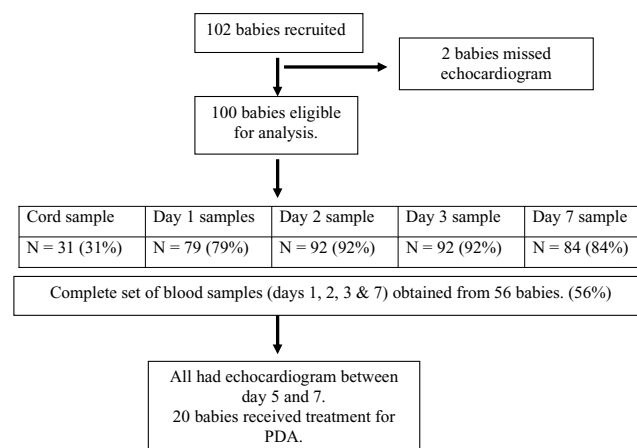 102 babies recruited
2 babies missed
echocardiogram
100 babies eligible
for analysis.
Cord sample Day 1 samples Day 2 sample Day 3 sample Day 7 sample
N = 31 (31%) N = 79 (79%) N = 92 (92%) N = 92 (92%) N = 84 (84%)
Complete set of blood samples (days 1, 2, 3 & 7) obtained from 56 babies. (56%)
All had echocardiogram between
day 5 and 7.
20 babies received treatment for
PDA.